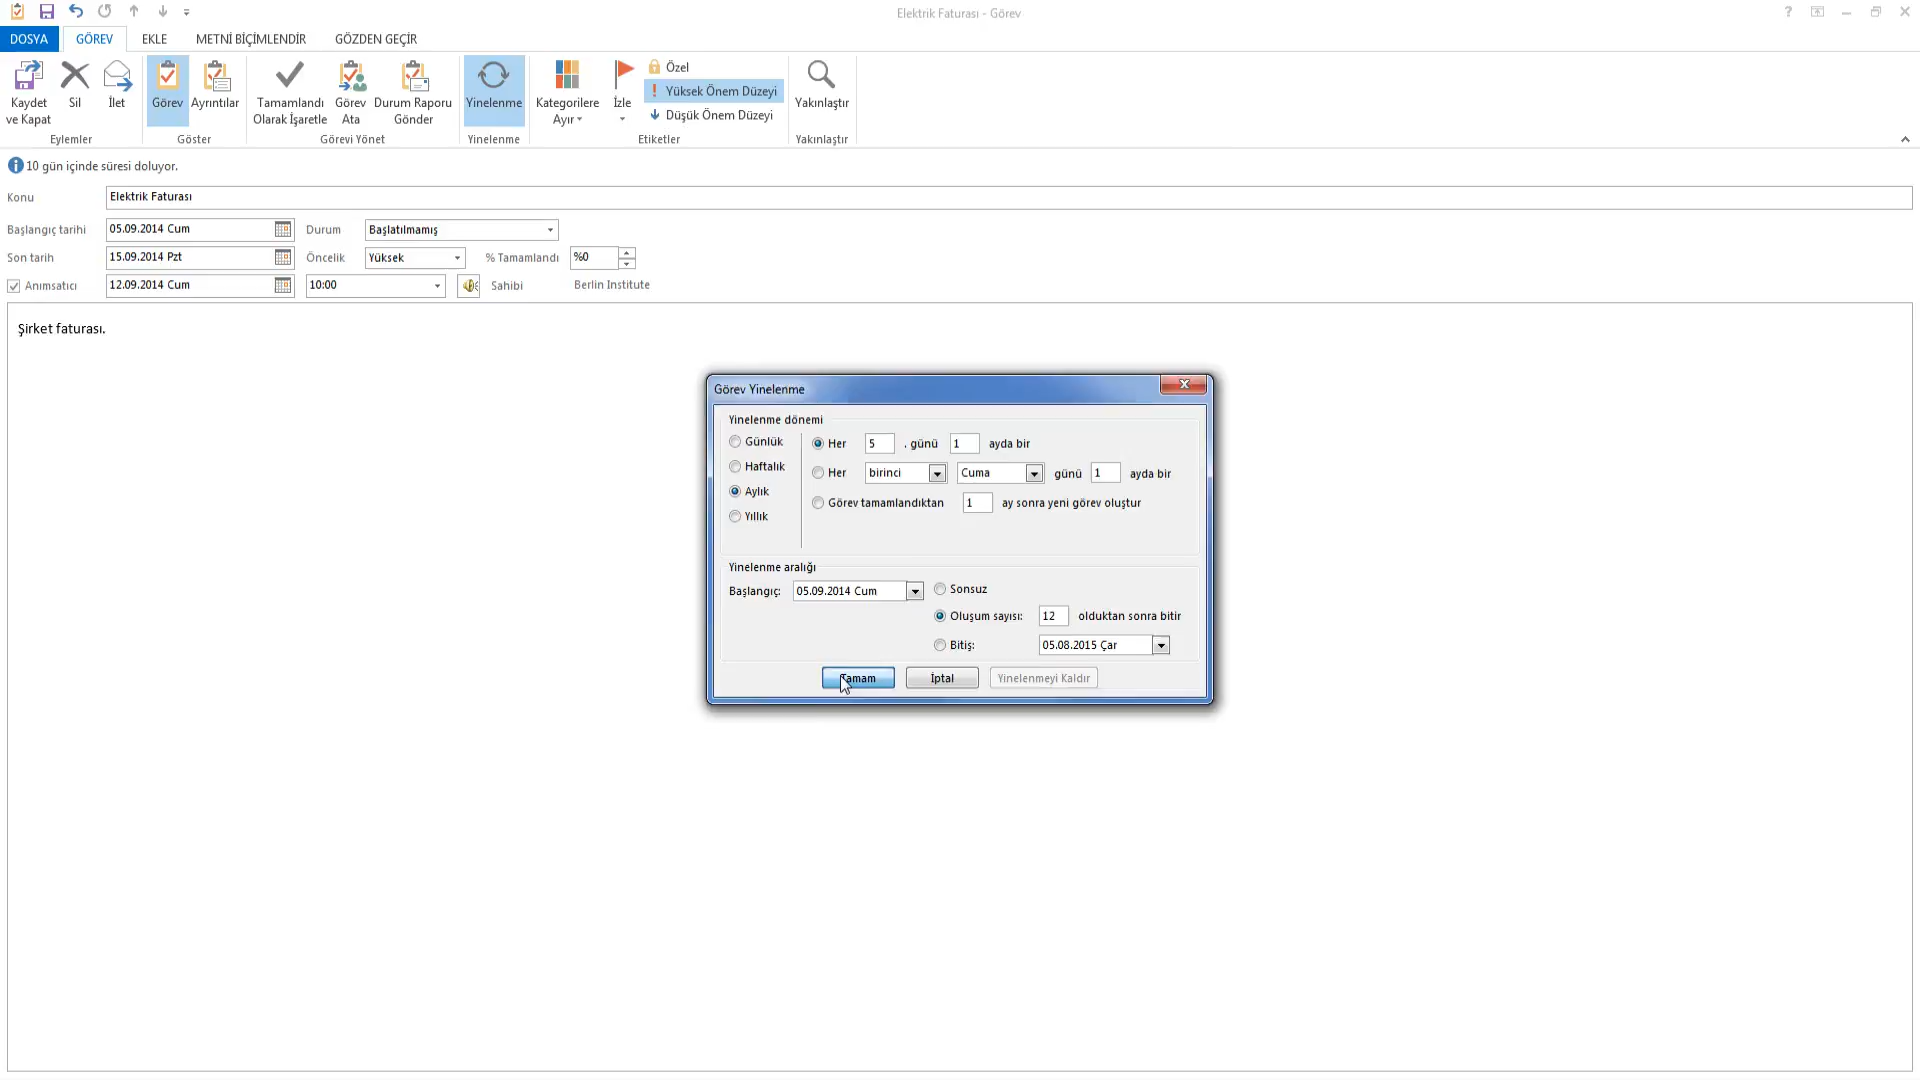 Elektrik Faturası - Görev
DOSYA GÖREV EKLE METNİ BİÇİMLENDİR GÖZDEN GEÇİR
Kaydet ve Kapat
Sil
İlet
Eylemler
Görev
Ayrıntılar
Göster
Tamamlandı Olarak İşaretle
Görev Ata
Durum Raporu Gönder
Görevi Yönet
Yinelenme
Yinelenme
Kategorilere Ayır
İzle
Özel
Yüksek Önem Düzeyi
Düşük Önem Düzeyi
Etiketler
Yakınlaştır
Yakınlaştır
10 gün içinde süresi doluyor.
Konu Elektrik Faturası
Başlangıç tarihi 05.09.2014 Cum Durum Başlatılmamış
Son tarih 15.09.2014 Pzt Öncelik Yüksek % Tamamlandı %0
Anımsatıcı 12.09.2014 Cum 10:00 Sahibi Berlin Institute
Şirket faturası.
Görev Yinelenme
Yinelenme dönemi
Günlük
Haftalık
Aylık
Yıllık
Her 5 . günü 1 ayda bir
Her birinci Cuma günü 1 ayda bir
Görev tamamlandıktan 1 ay sonra yeni görev oluştur
Yinelenme aralığı
Başlangıç: 05.09.2014 Cum
Sonsuz
Oluşum sayısı: 12 olduktan sonra bitir
Bitiş: 05.08.2015 Çar
Tamam İptal Yinelenmeyi Kaldır